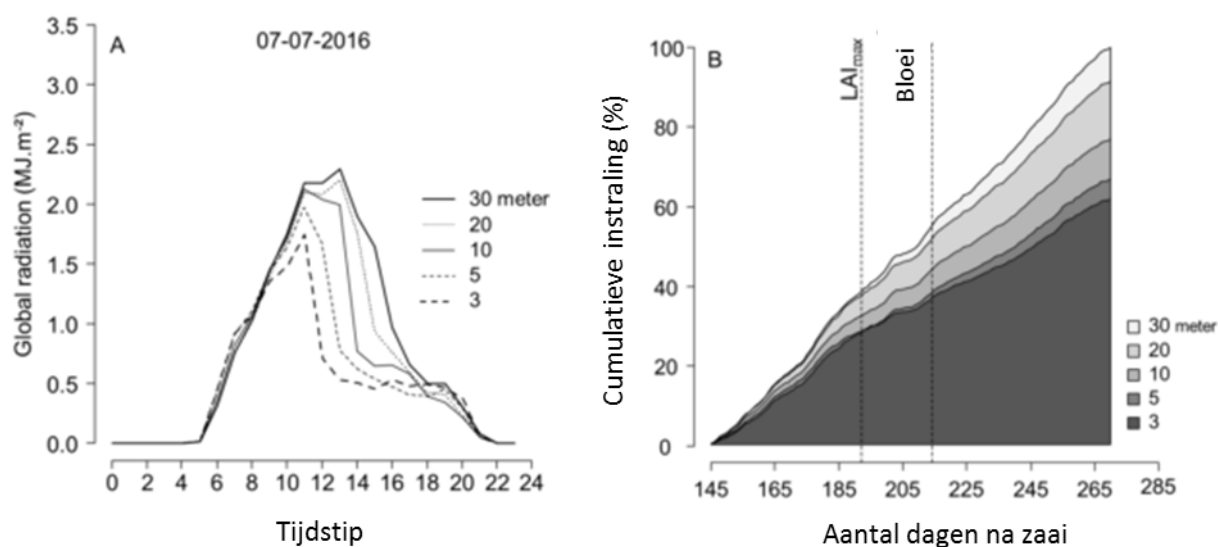 A
07-07-2016
Global radiation (MJ.m-²)
3.5
3.0
2.5
2.0
1.5
1.0
0.5
0.0
30 meter
20
10
5
3
0 2 4 6 8 10 11 12 14 16 18 20 22 24
Tijdstip
B
LAImax
Bloei
Cumulatieve instraling (%)
100
80
60
40
20
0
30 meter
20
10
5
3
145 165 185 205 225 245 265 285
Aantal dagen na zaai